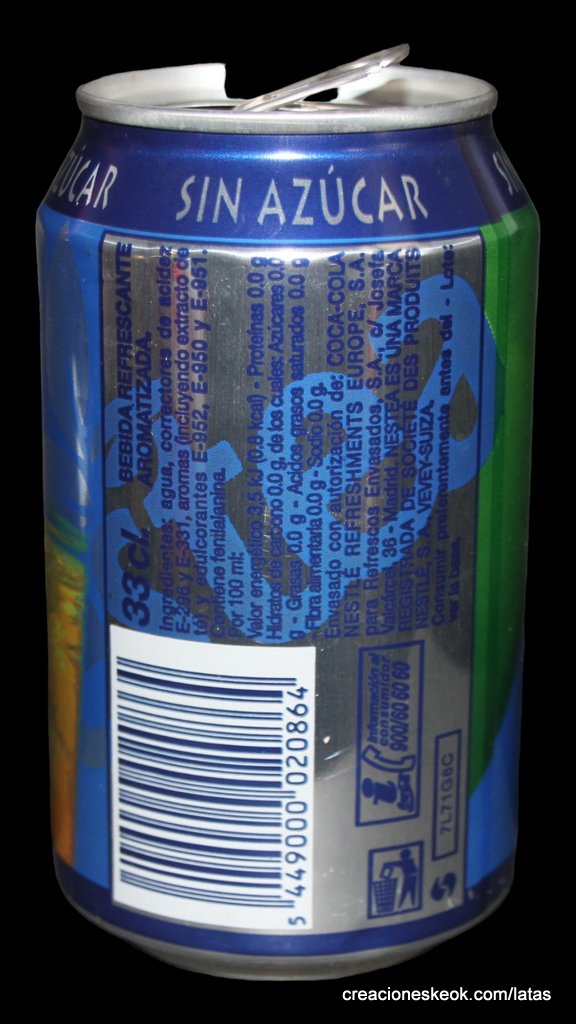 SIN AZÚCAR
33 CL BEBIDA REFRESCANTE
AROMATIZADA.
Ingredientes: agua, correctores de acidez
E-296 y E-331, aromas (incluyendo extracto de
té) y edulcorantes E-952, E-950 y E-951.
Contiene fenilalanina.
Por 100 ml:
Valor energético: 3,5 kJ (0,8 kcal) - Proteínas 0,0 g
Hidratos de carbono 0,0 g, de los cuales Azúcares 0,0
g - Grasas 0,0 g - Acidos grasos saturados 0,0 g
- Fibra alimentaria 0,0 g - Sodio 0,0 g.
Envasado con autorización de: COCA-COLA
NESTLÉ REFRESHMENTS EUROPE, S.A.
para Refrescos Envasados, S.A., c/ Josefa
Valcárcel, 36 - Madrid. NESTEA ES UNA MARCA
REGISTRADA DE SOCIÉTÉ DES PRODUITS
NESTLÉ, S.A. VEVEY-SUIZA.
Consumir preferentemente antes del - Lote:
ver la base.
Información al
consumidor
900/60 60 60
7L71G8C
5 449000 020864
creacioneskeok.com/latas